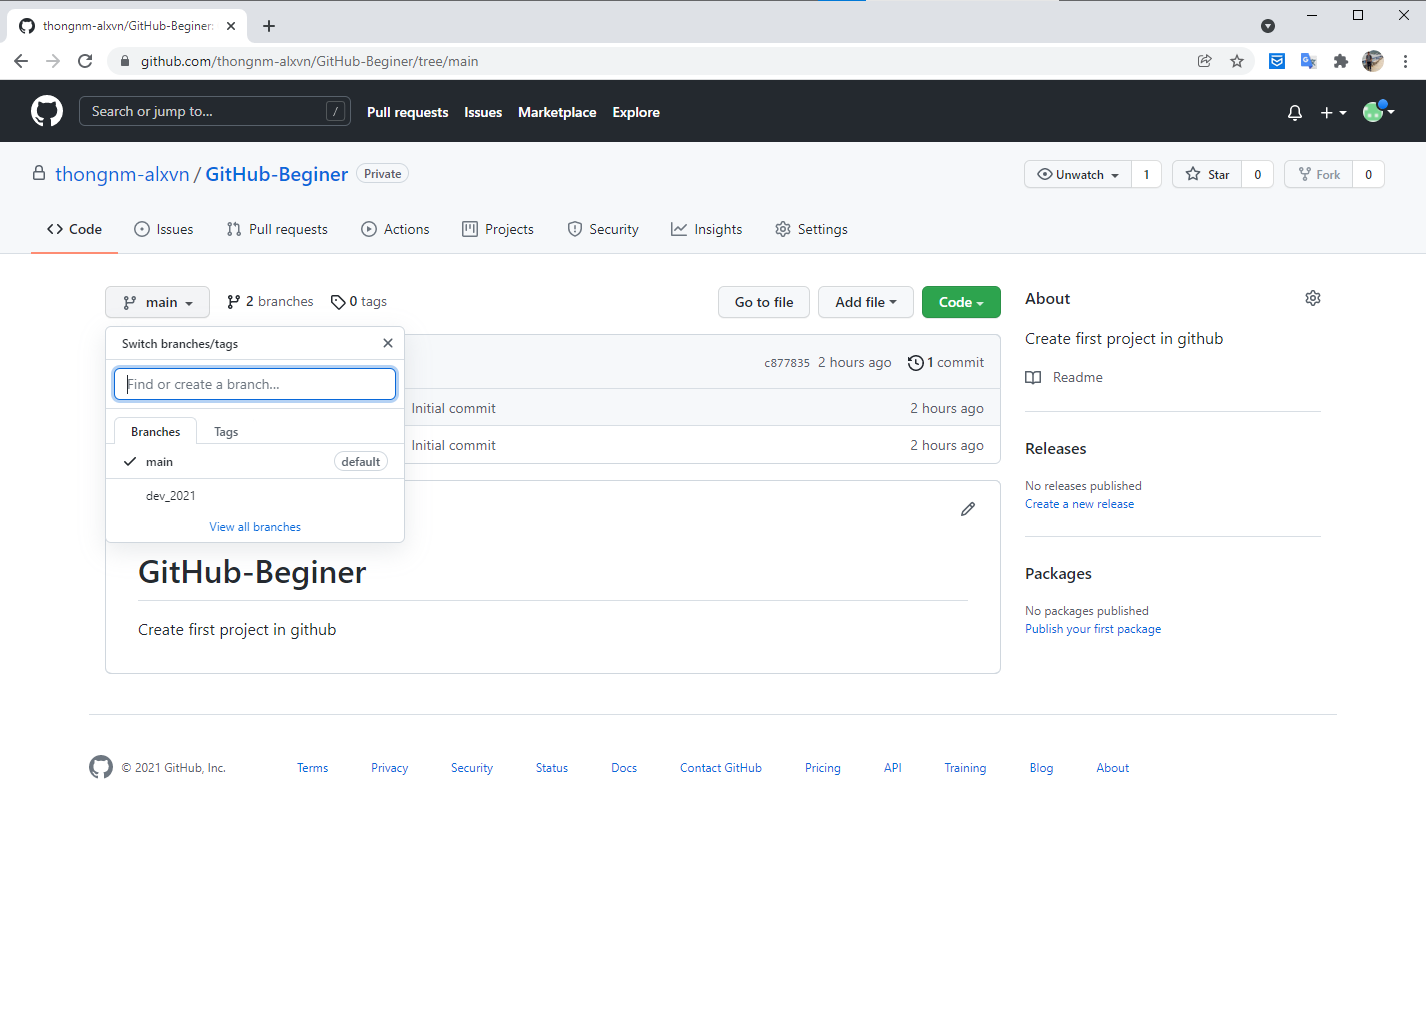 thongnm-alxvn/GitHub-Beginer:
github.com/thongnm-alxvn/GitHub-Beginer/tree/main
Search or jump to... / Pull requests Issues Marketplace Explore
thongnm-alxvn / GitHub-Beginer Private Unwatch 1 Star 0 Fork 0
Code Issues Pull requests Actions Projects Security Insights Settings
main 2 branches 0 tags Go to file Add file Code
Switch branches/tags
Find or create a branch...
Branches Tags
main default
dev_2021
View all branches
c877835 2 hours ago 1 commit
Initial commit 2 hours ago
Initial commit 2 hours ago
GitHub-Beginer
Create first project in github
About
Create first project in github
Readme
Releases
No releases published
Create a new release
Packages
No packages published
Publish your first package
© 2021 GitHub, Inc. Terms Privacy Security Status Docs Contact GitHub Pricing API Training Blog About